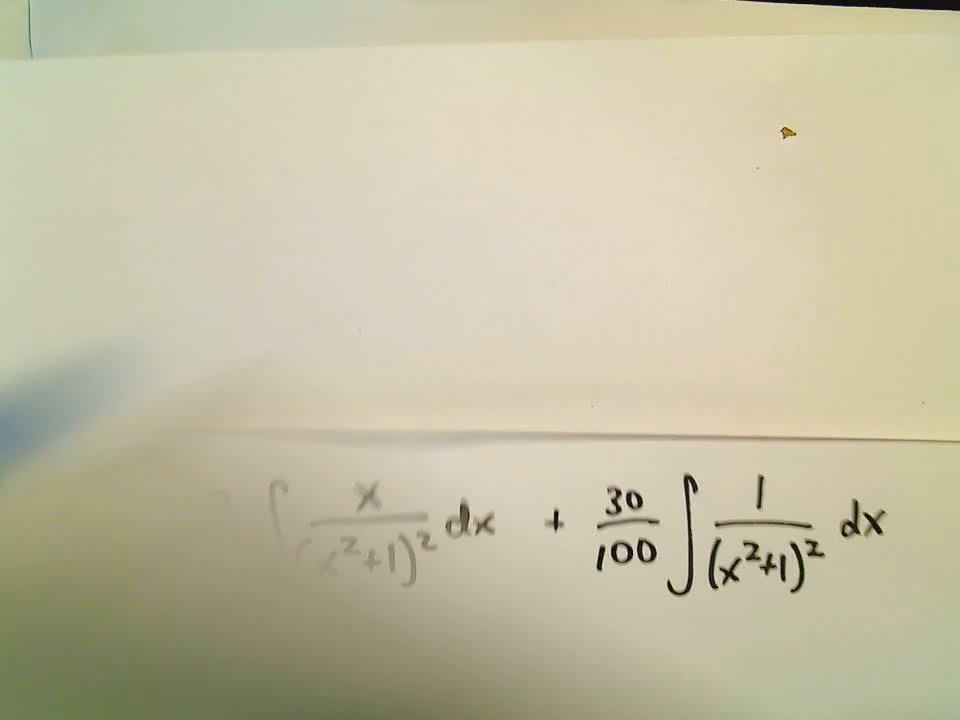 ∫ x/(x²+1)² dx + 30/100 ∫ 1/(x²+1)² dx